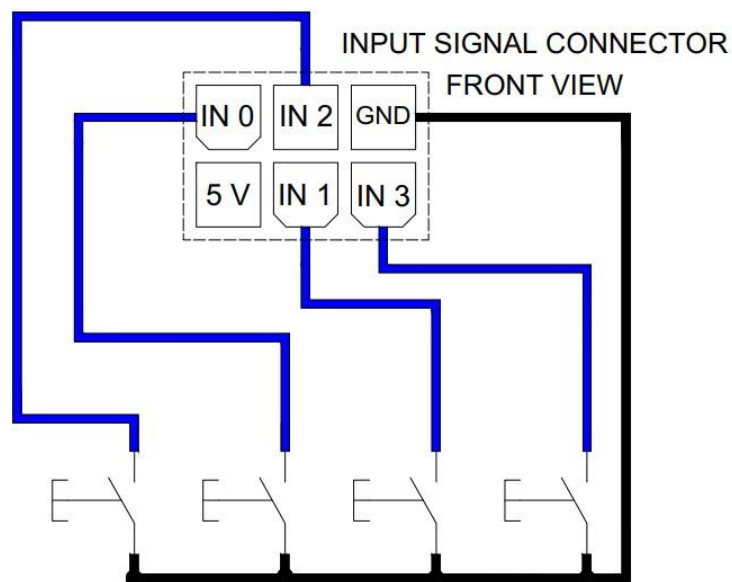 INPUT SIGNAL CONNECTOR
FRONT VIEW
IN 0 IN 2 GND
5 V IN 1 IN 3